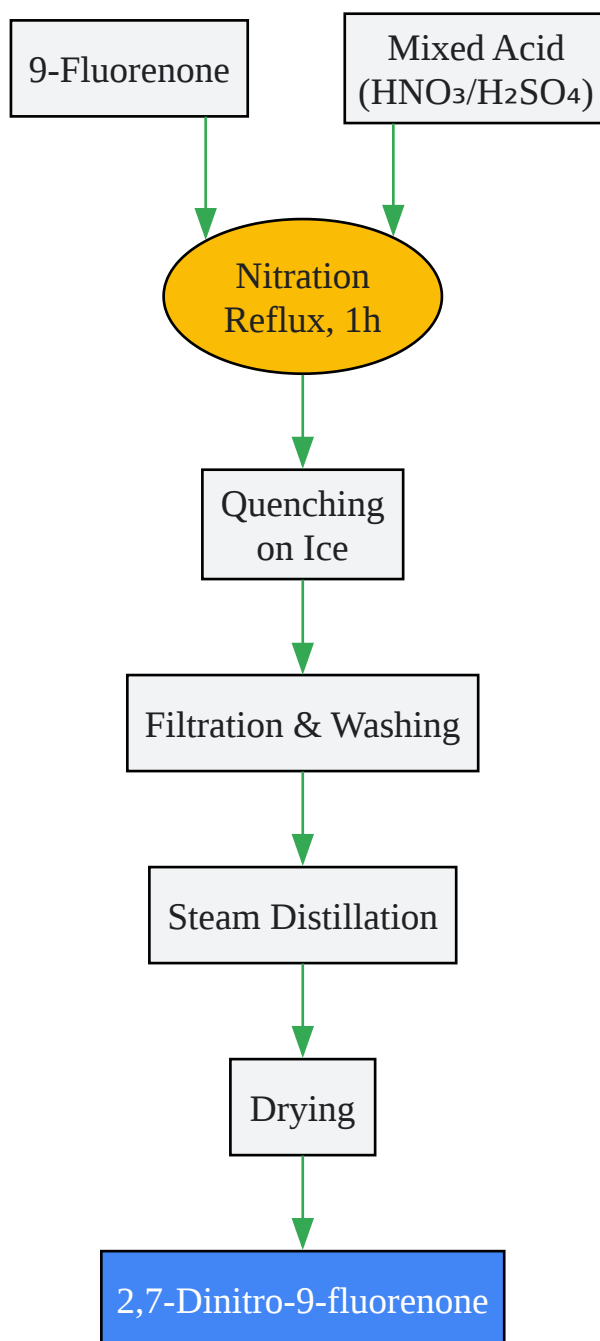 9-Fluorenone
Mixed Acid
(HNO₃/H₂SO₄)
Nitration
Reflux, 1h
Quenching
on Ice
Filtration & Washing
Steam Distillation
Drying
2,7-Dinitro-9-fluorenone